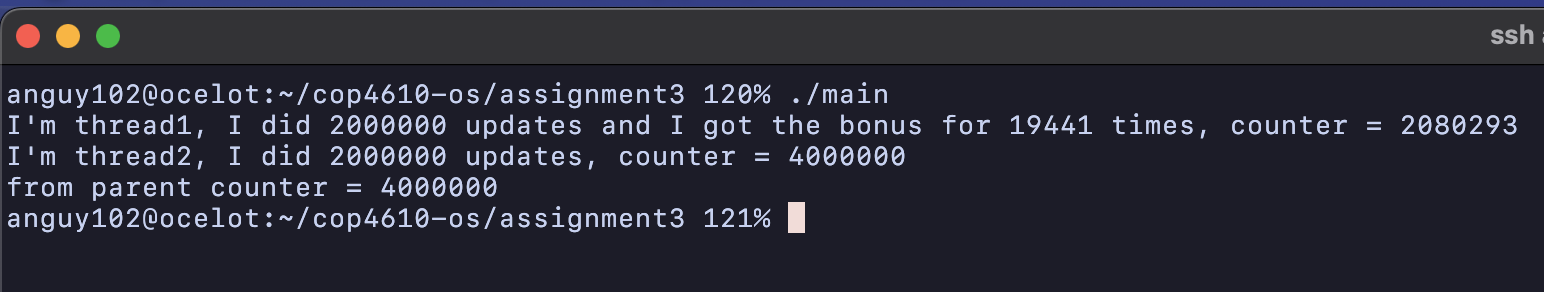 ssh
anguy102@ocelot:~/cop4610-os/assignment3 120% ./main
I'm thread1, I did 2000000 updates and I got the bonus for 19441 times, counter = 2080293
I'm thread2, I did 2000000 updates, counter = 4000000
from parent counter = 4000000
anguy102@ocelot:~/cop4610-os/assignment3 121%